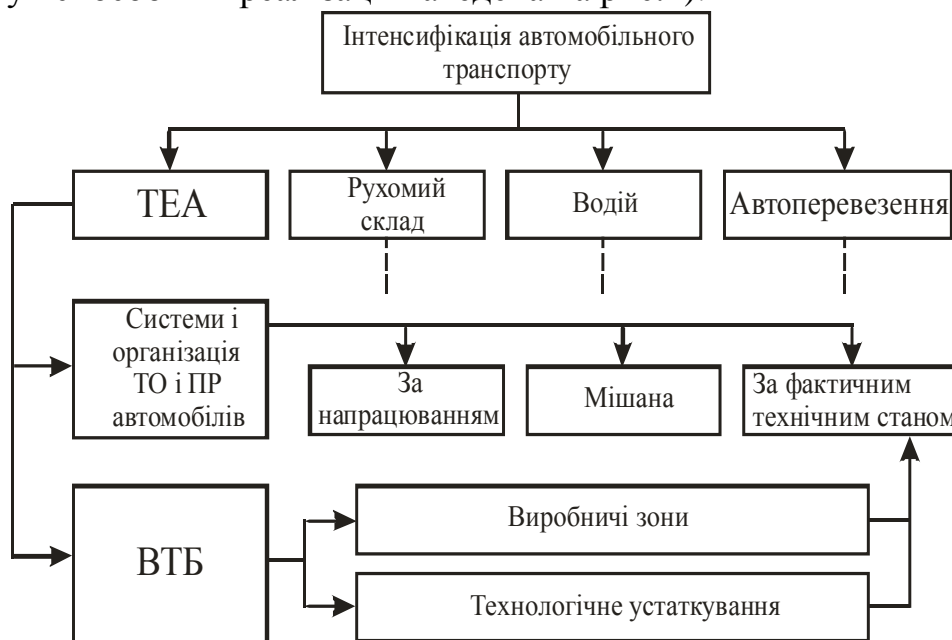 Інтенсифікація автомобільного
транспорту
ТЕА
Рухомий
склад
Водій
Автоперевезення
Системи і
організація
ТО і ПР
автомобілів
За
напрацюванням
Мішана
За фактичним
технічним станом
ВТБ
Виробничі зони
Технологічне устаткування